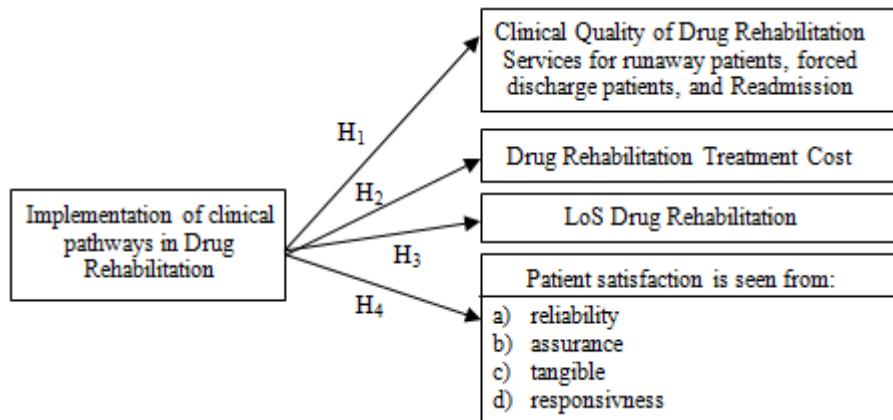 Clinical Quality of Drug Rehabilitation
Services for runaway patients, forced
discharge patients, and Readmission
H1
Drug Rehabilitation Treatment Cost
H2
Implementation of clinical
pathways in Drug
Rehabilitation
LoS Drug Rehabilitation
H3
Patient satisfaction is seen from:
H4
a) reliability
b) assurance
c) tangible
d) responsivness